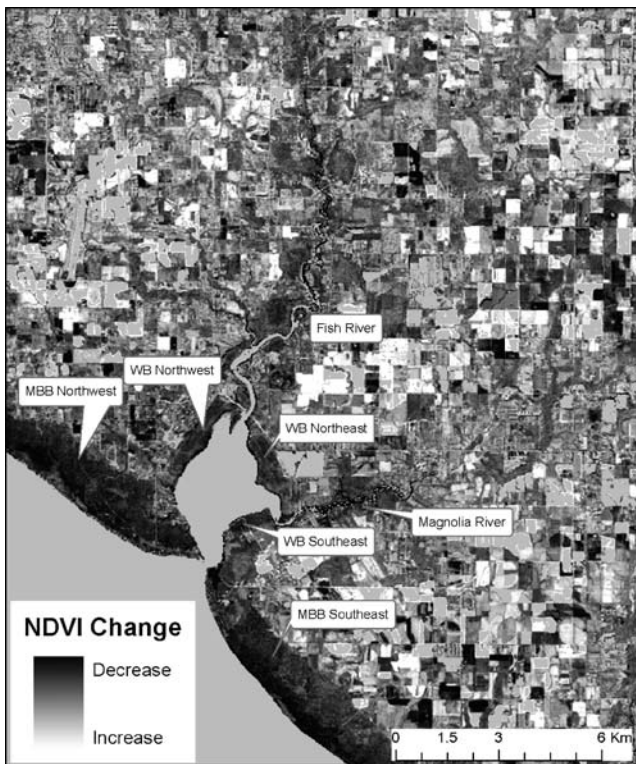 Fish River
WB Northwest
MBB Northwest
WB Northeast
Magnolia River
WB Southeast
MBB Southeast
NDVI Change
Decrease
Increase
0 1.5 3 6 Km